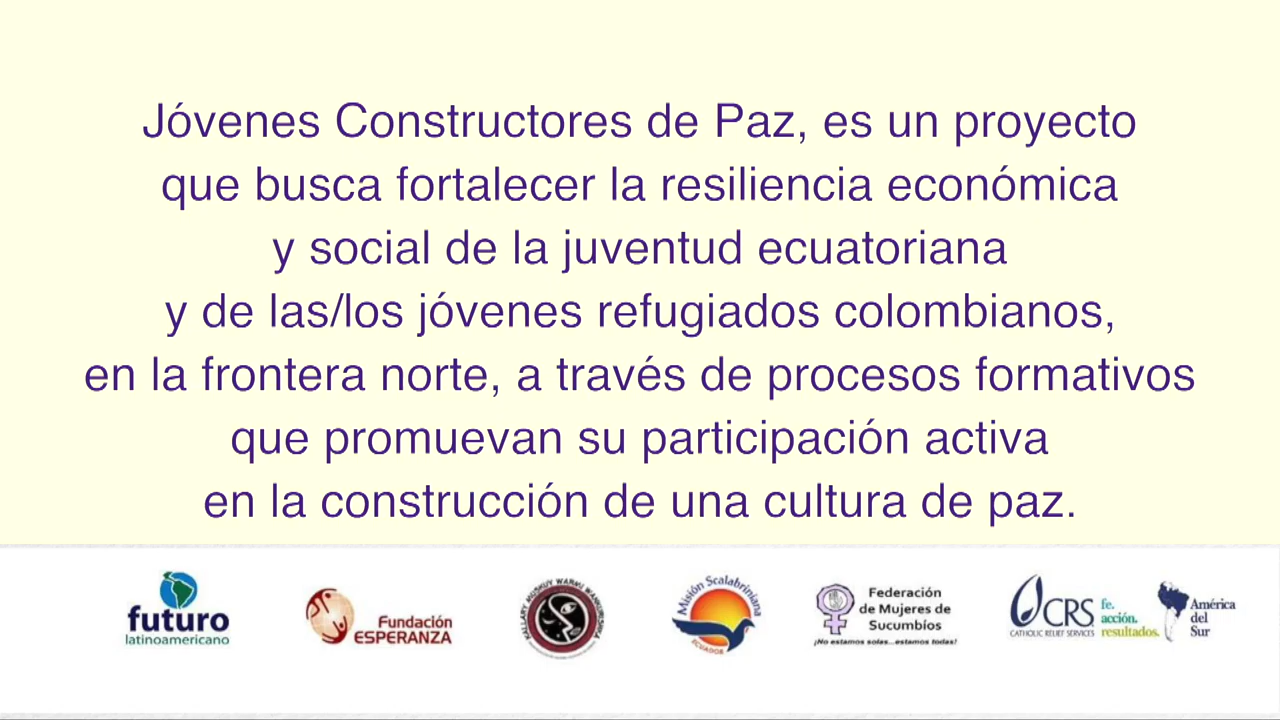 Jóvenes Constructores de Paz, es un proyecto
que busca fortalecer la resiliencia económica
y social de la juventud ecuatoriana
y de las/los jóvenes refugiados colombianos,
en la frontera norte, a través de procesos formativos
que promuevan su participación activa
en la construcción de una cultura de paz.
futuro
latinoamericano
Fundación
ESPERANZA
Misión Scalabriniana
ECUADOR
Federación
de Mujeres de
Sucumbíos
¡No estamos solas...estamos todas!
CRS
CATHOLIC RELIEF SERVICES
fe.
acción.
resultados.
América
del
Sur